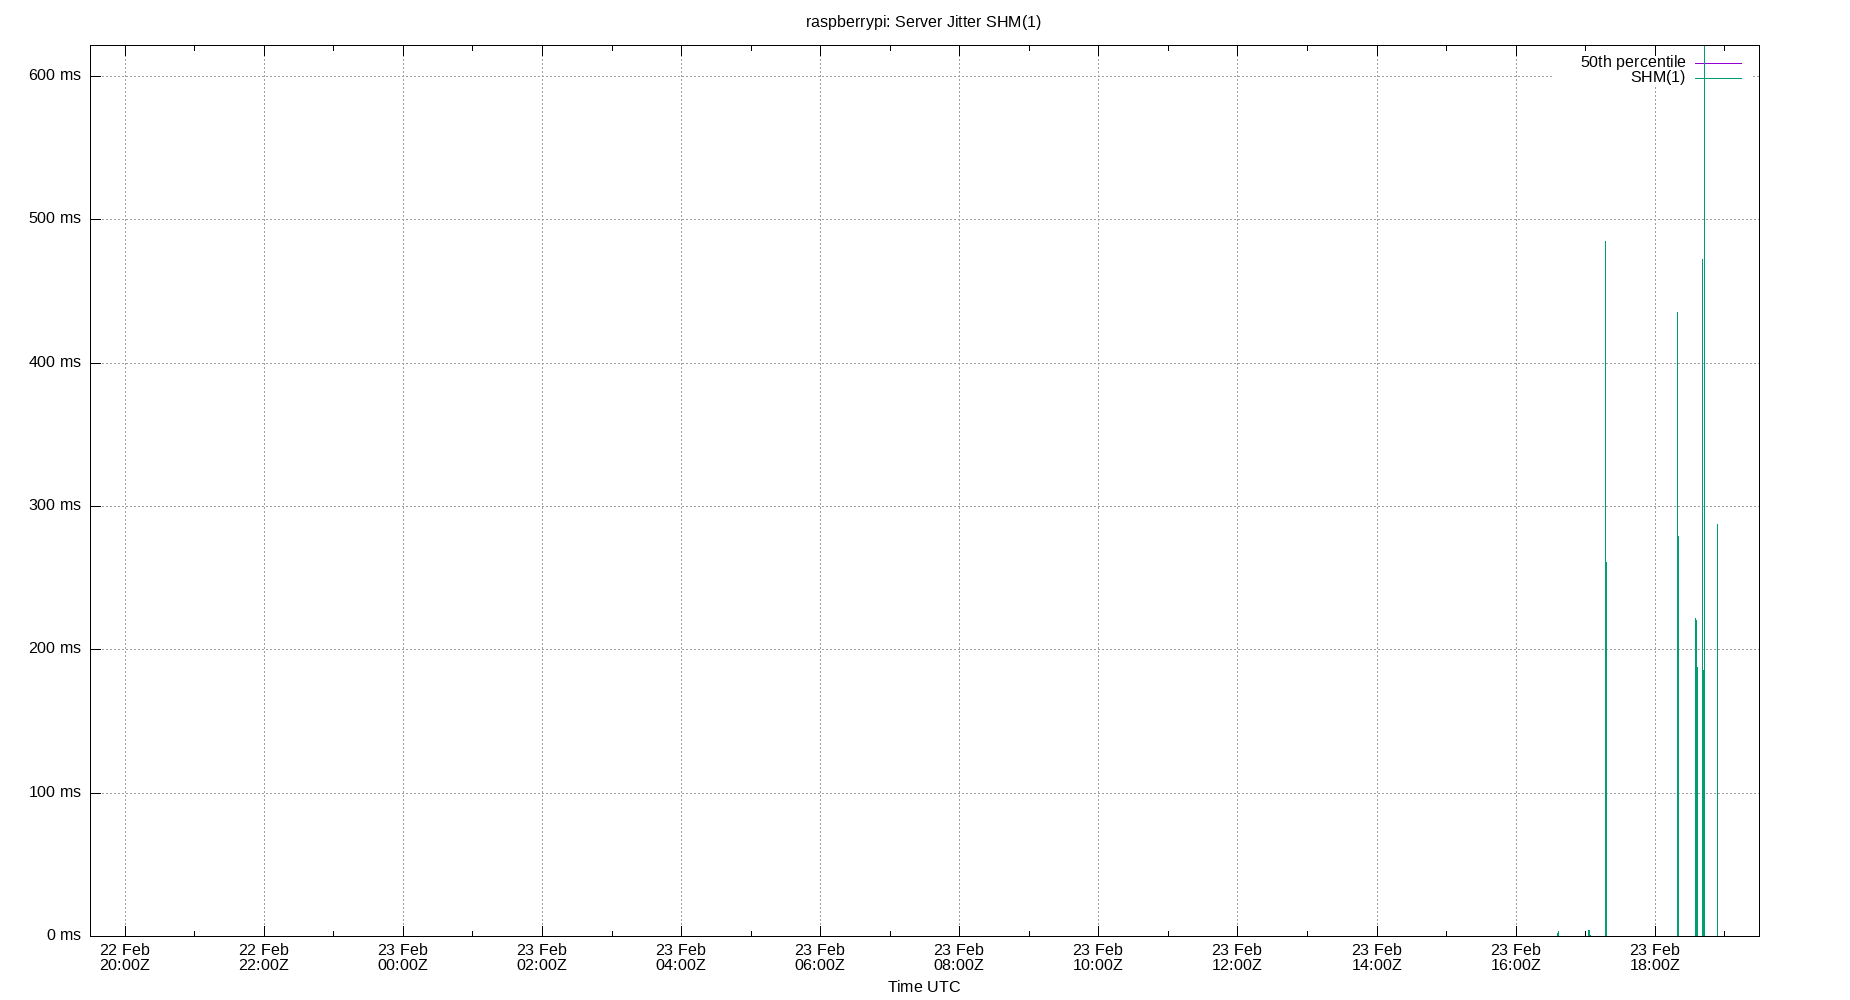 raspberrypi: Server Jitter SHM(1)
600 ms
500 ms
400 ms
300 ms
200 ms
100 ms
0 ms
50th percentile
SHM(1)
22 Feb 22 Feb 23 Feb 23 Feb 23 Feb 23 Feb 23 Feb 23 Feb 23 Feb 23 Feb 23 Feb 23 Feb
20:00Z 22:00Z 00:00Z 02:00Z 04:00Z 06:00Z 08:00Z 10:00Z 12:00Z 14:00Z 16:00Z 18:00Z
Time UTC